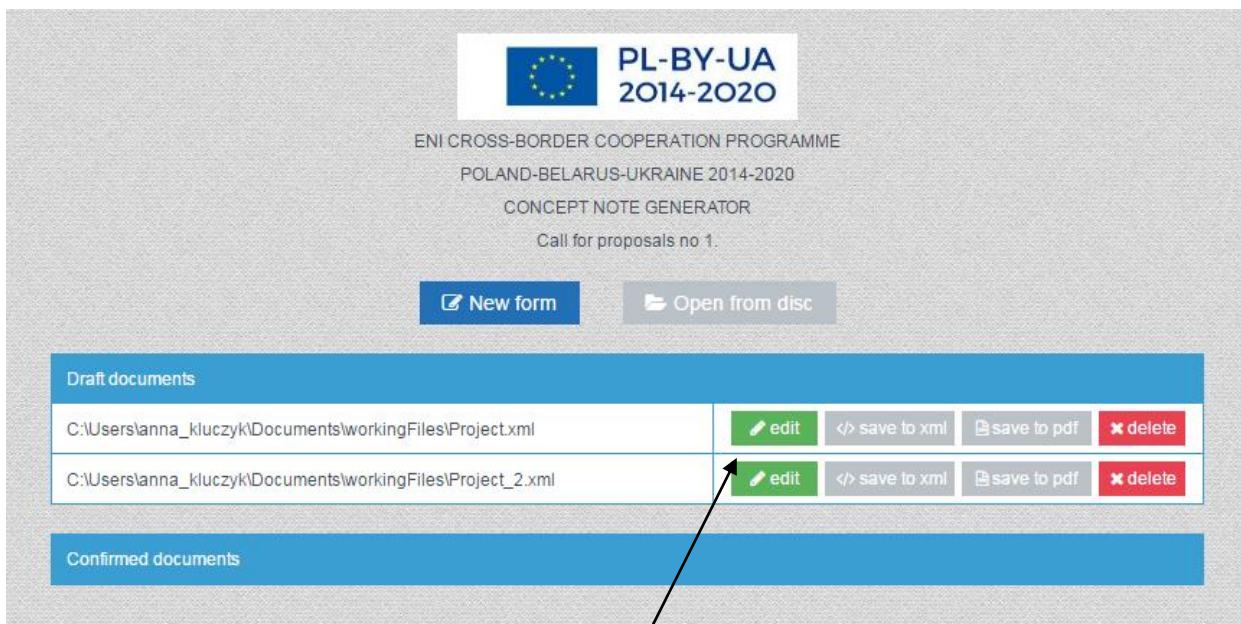 PL-BY-UA
2014-2020
ENI CROSS-BORDER COOPERATION PROGRAMME
POLAND-BELARUS-UKRAINE 2014-2020
CONCEPT NOTE GENERATOR
Call for proposals no 1.
New form Open from disc
Draft documents
C:\Users\anna_kluczyk\Documents\workingFiles\Project.xml edit </> save to xml save to pdf delete
C:\Users\anna_kluczyk\Documents\workingFiles\Project_2.xml edit </> save to xml save to pdf delete
Confirmed documents